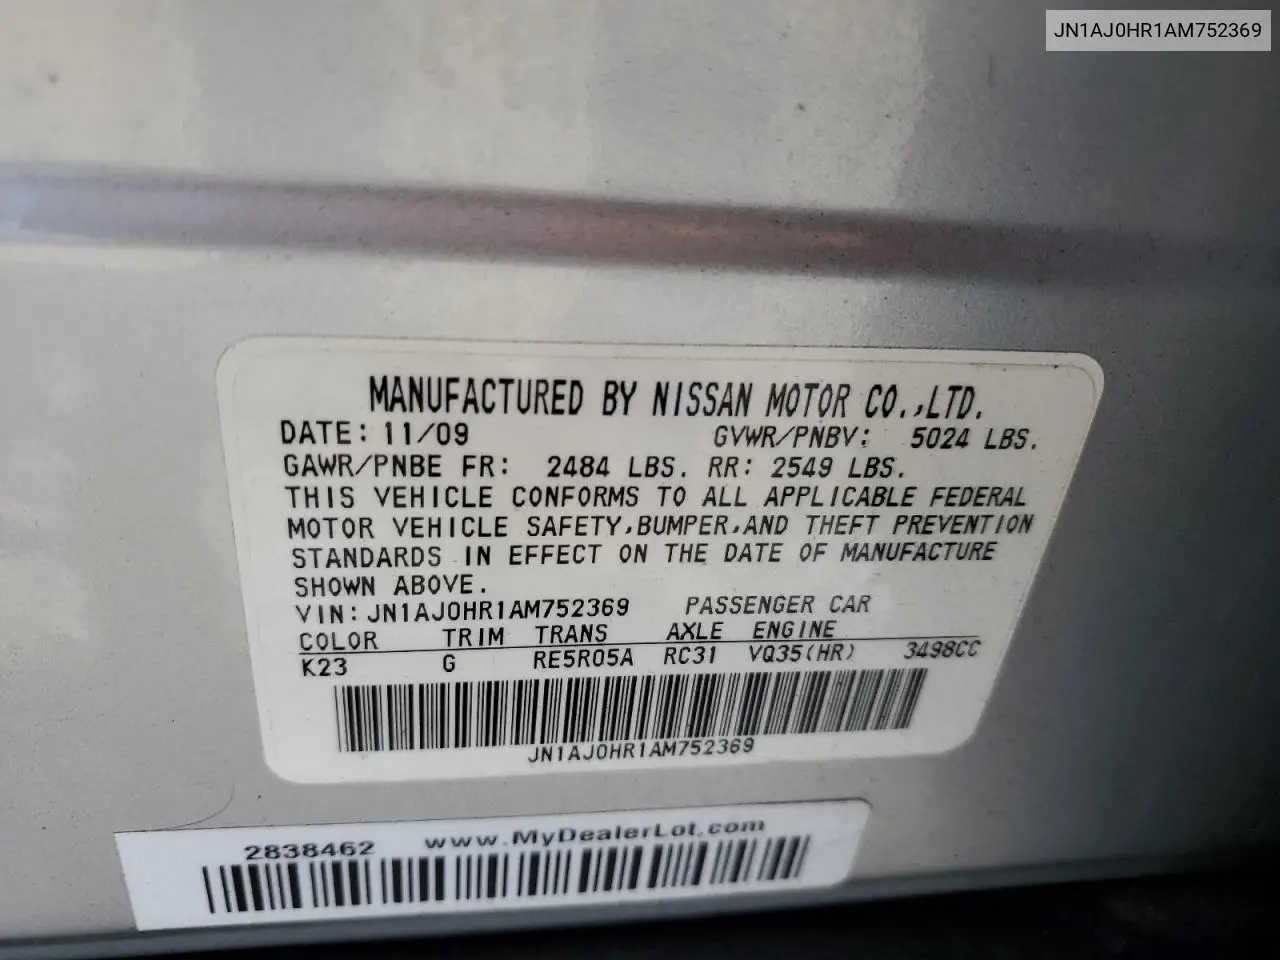 JN1AJ0HR1AM752369
MANUFACTURED BY NISSAN MOTOR CO.,LTD.
DATE: 11/09 GVWR/PNBV: 5024 LBS.
GAWR/PNBE FR: 2484 LBS. RR: 2549 LBS.
THIS VEHICLE CONFORMS TO ALL APPLICABLE FEDERAL
MOTOR VEHICLE SAFETY,BUMPER,AND THEFT PREVENTION
STANDARDS IN EFFECT ON THE DATE OF MANUFACTURE
SHOWN ABOVE.
VIN: JN1AJ0HR1AM752369 PASSENGER CAR
COLOR TRIM TRANS AXLE ENGINE
K23 G RE5R05A RC31 VQ35(HR) 3498CC
JN1AJ0HR1AM752369
2838462 www.MyDealerLot.com